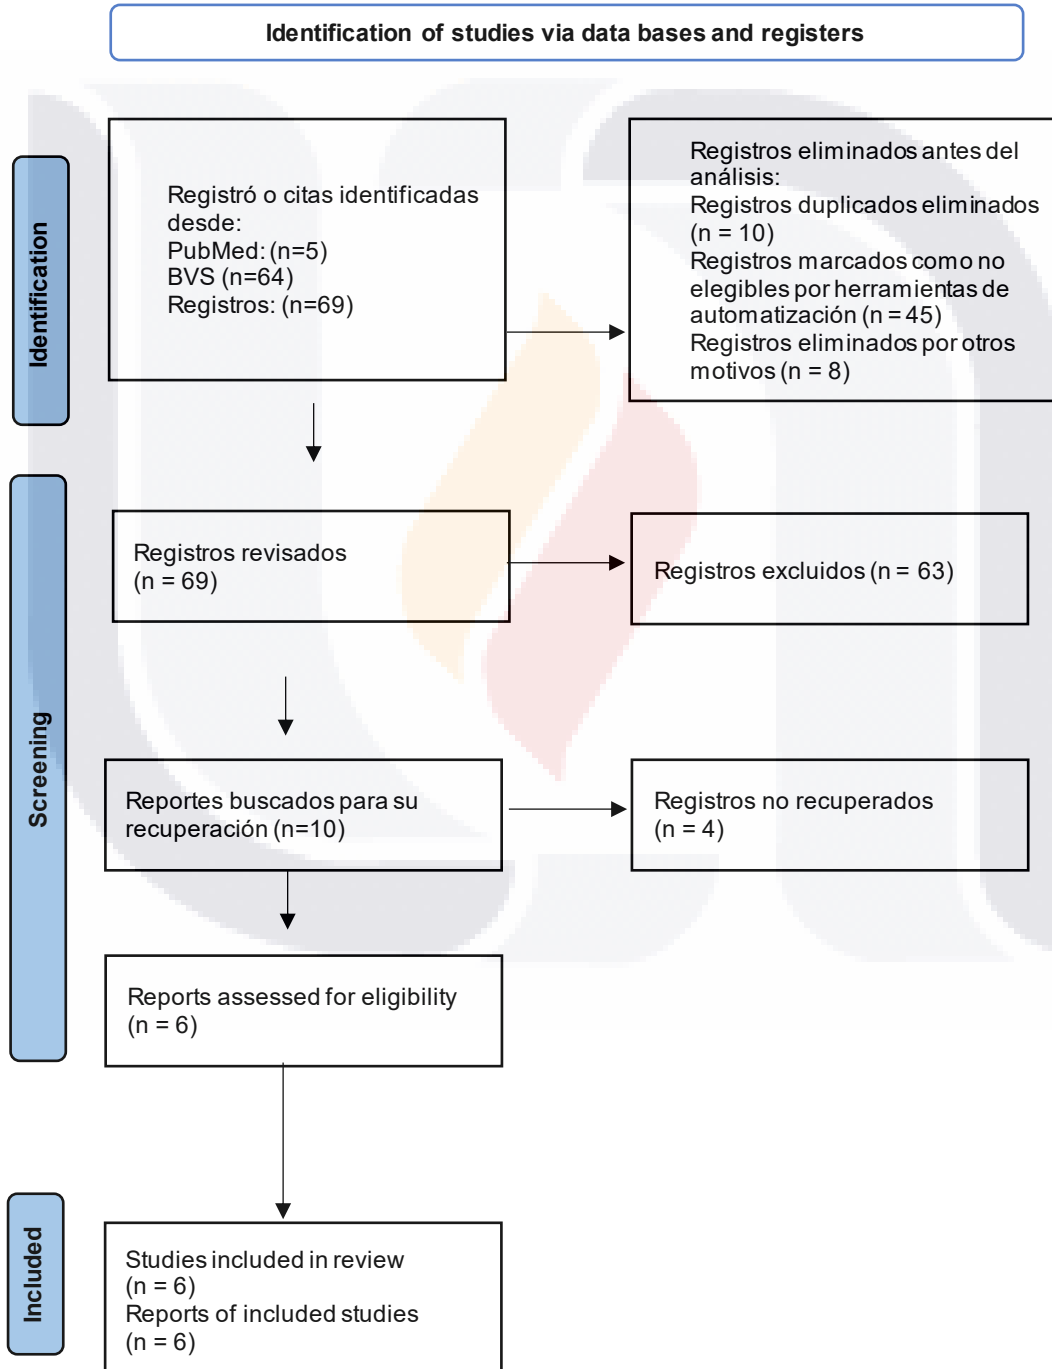 Identification of studies via data bases and registers
Identification
Registró o citas identificadas
desde:
PubMed: (n=5)
BVS (n=64)
Registros: (n=69)
Registros eliminados antes del
análisis:
Registros duplicados eliminados
(n = 10)
Registros marcados como no
elegibles por herramientas de
automatización (n = 45)
Registros eliminados por otros
motivos (n = 8)
Screening
Registros revisados
(n = 69)
Registros excluidos (n = 63)
Reportes buscados para su
recuperación (n=10)
Registros no recuperados
(n = 4)
Reports assessed for eligibility
(n = 6)
Included
Studies included in review
(n = 6)
Reports of included studies
(n = 6)